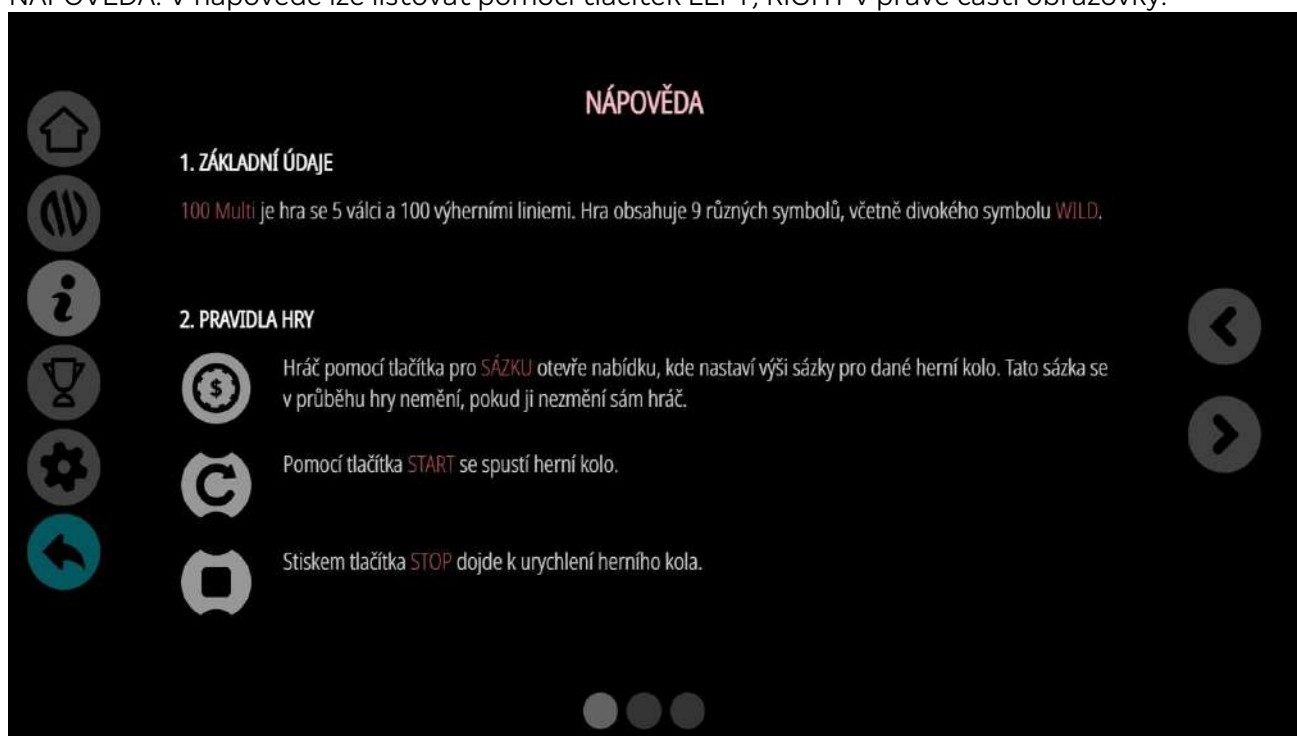 NÁPOVĚDA: V nápovědě lze listovat pomocí tlačítek LEFT, RIGHT v pravé části obrazovky.
NÁPOVĚDA
1. ZÁKLADNÍ ÚDAJE
100 Multi je hra se 5 válci a 100 výherními liniemi. Hra obsahuje 9 různých symbolů, včetně divokého symbolu WILD.
2. PRAVIDLA HRY
Hráč pomocí tlačítka pro SÁZKU otevře nabídku, kde nastaví výši sázky pro dané herní kolo. Tato sázka se
v průběhu hry nemění, pokud ji nezmění sám hráč.
Pomocí tlačítka START se spustí herní kolo.
Stiskem tlačítka STOP dojde k urychlení herního kola.